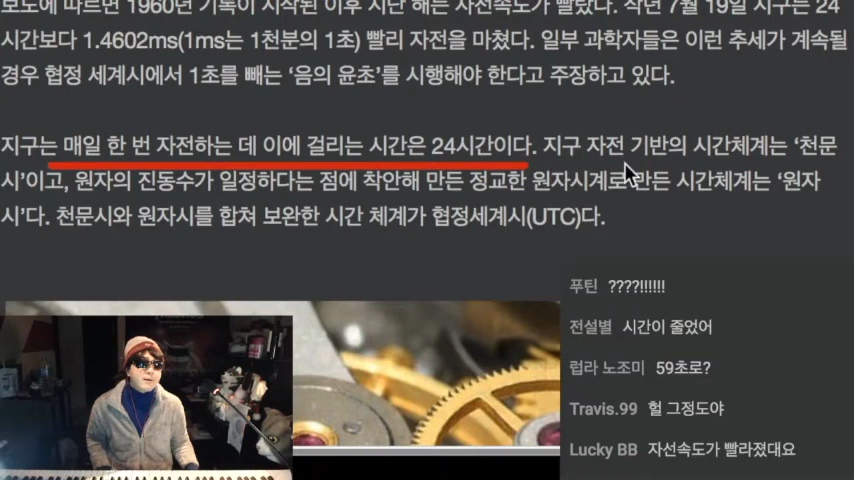 보도에 따르면 1960년 기록이 시작된 이후 지난 해는 자전속도가 빨랐다. 작년 7월 19일 지구는 24
시간보다 1.4602ms(1ms는 1천분의 1초) 빨리 자전을 마쳤다. 일부 과학자들은 이런 추세가 계속될
경우 협정 세계시에서 1초를 빼는 ‘음의 윤초’를 시행해야 한다고 주장하고 있다.
지구는 매일 한 번 자전하는 데 이에 걸리는 시간은 24시간이다. 지구 자전 기반의 시간체계는 ‘천문
시’이고, 원자의 진동수가 일정하다는 점에 착안해 만든 정교한 원자시계로 만든 시간체계는 ‘원자
시’다. 천문시와 원자시를 합쳐 보완한 시간 체계가 협정세계시(UTC)다.
푸틴 ????!!!!!!
전설별 시간이 줄었어
럽라 노조미 59초로?
Travis.99 헐 그정도야
Lucky BB 자선속도가 빨라졌대요